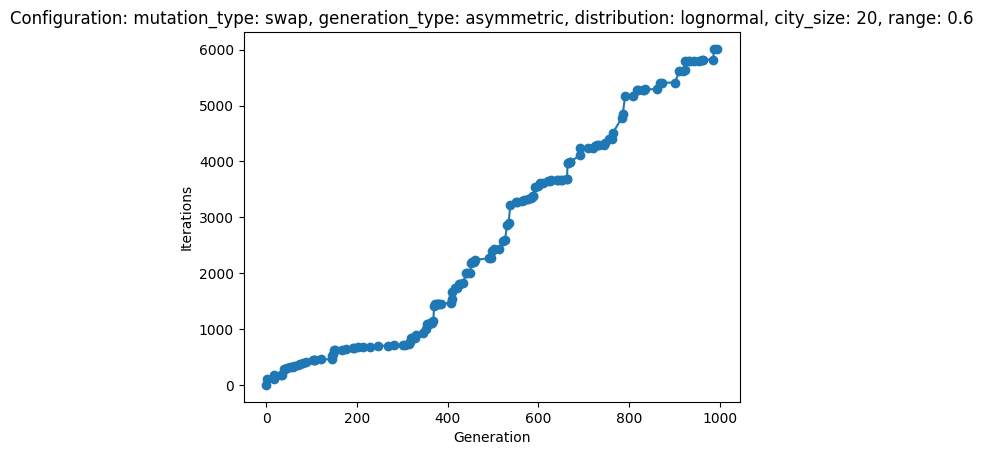 Configuration: mutation_type: swap, generation_type: asymmetric, distribution: lognormal, city_size: 20, range: 0.6
6000
5000
4000
3000
2000
1000
0
Iterations
0 200 400 600 800 1000
Generation